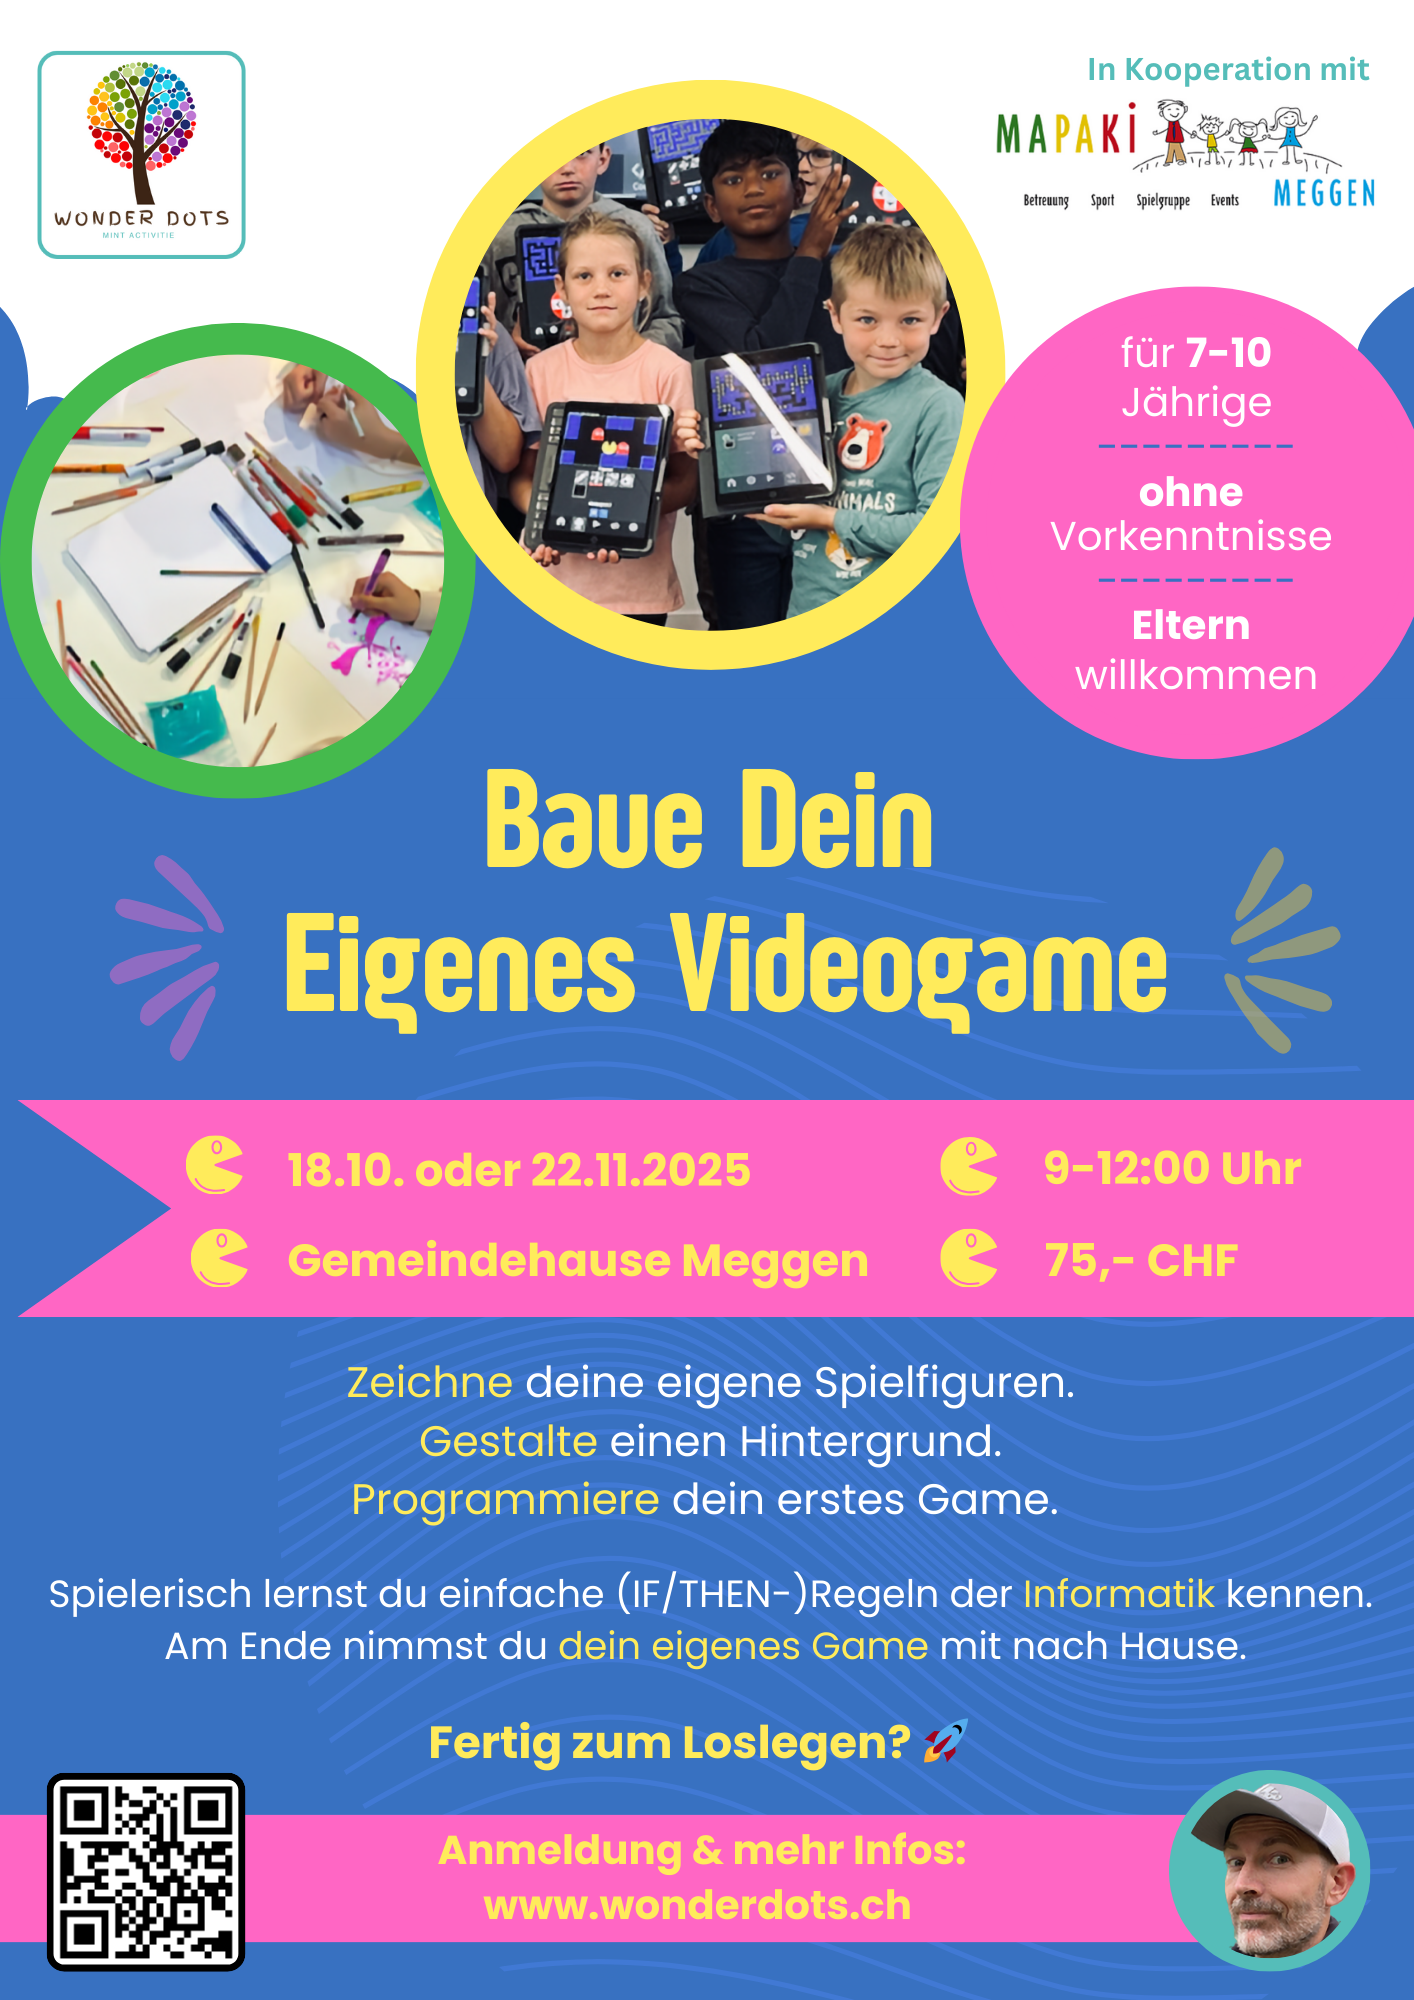 WONDER DOTS
MINT ACTIVITIE
In Kooperation mit
MAPAKI
Betreuung Sport Spielgruppe Events
MEGGEN
für 7-10
Jährige
ohne
Vorkenntnisse
Eltern
willkommen
Baue Dein
Eigenes Videogame
18.10. oder 22.11.2025
9-12:00 Uhr
Gemeindehause Meggen
75,- CHF
Zeichne deine eigene Spielfiguren.
Gestalte einen Hintergrund.
Programmiere dein erstes Game.
Spielerisch lernst du einfache (IF/THEN-)Regeln der Informatik kennen.
Am Ende nimmst du dein eigenes Game mit nach Hause.
Fertig zum Loslegen? 🚀
Anmeldung & mehr Infos:
www.wonderdots.ch